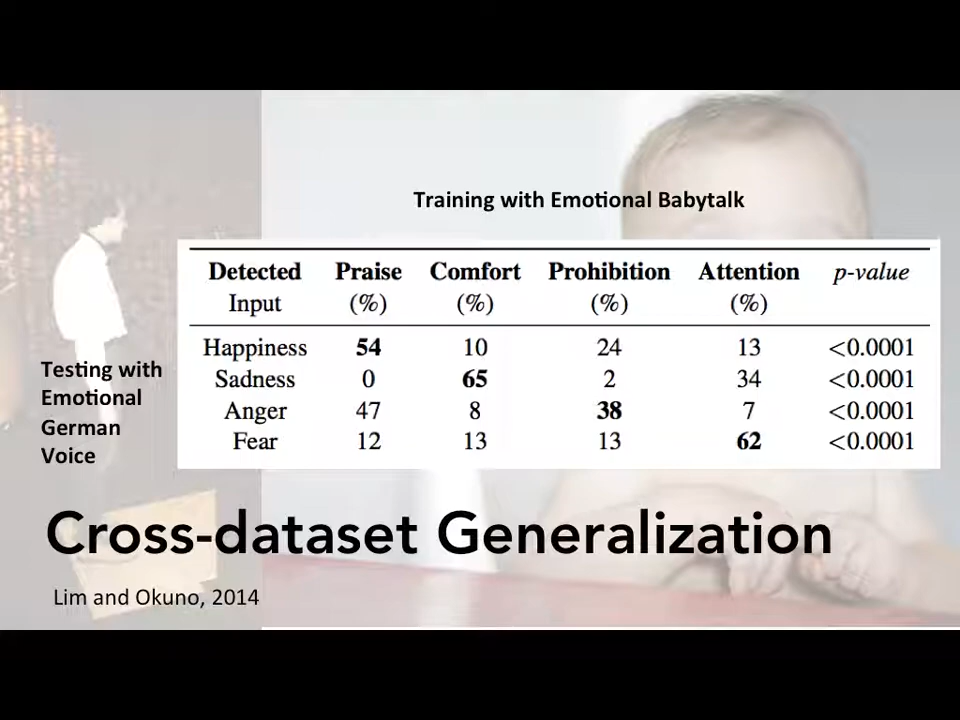 Training with Emotional Babytalk
Detected Praise Comfort Prohibition Attention p-value
Input (%) (%) (%) (%)
Happiness 54 10 24 13 <0.0001
Sadness 0 65 2 34 <0.0001
Anger 47 8 38 7 <0.0001
Fear 12 13 13 62 <0.0001
Testing with
Emotional
German
Voice
Cross-dataset Generalization
Lim and Okuno, 2014